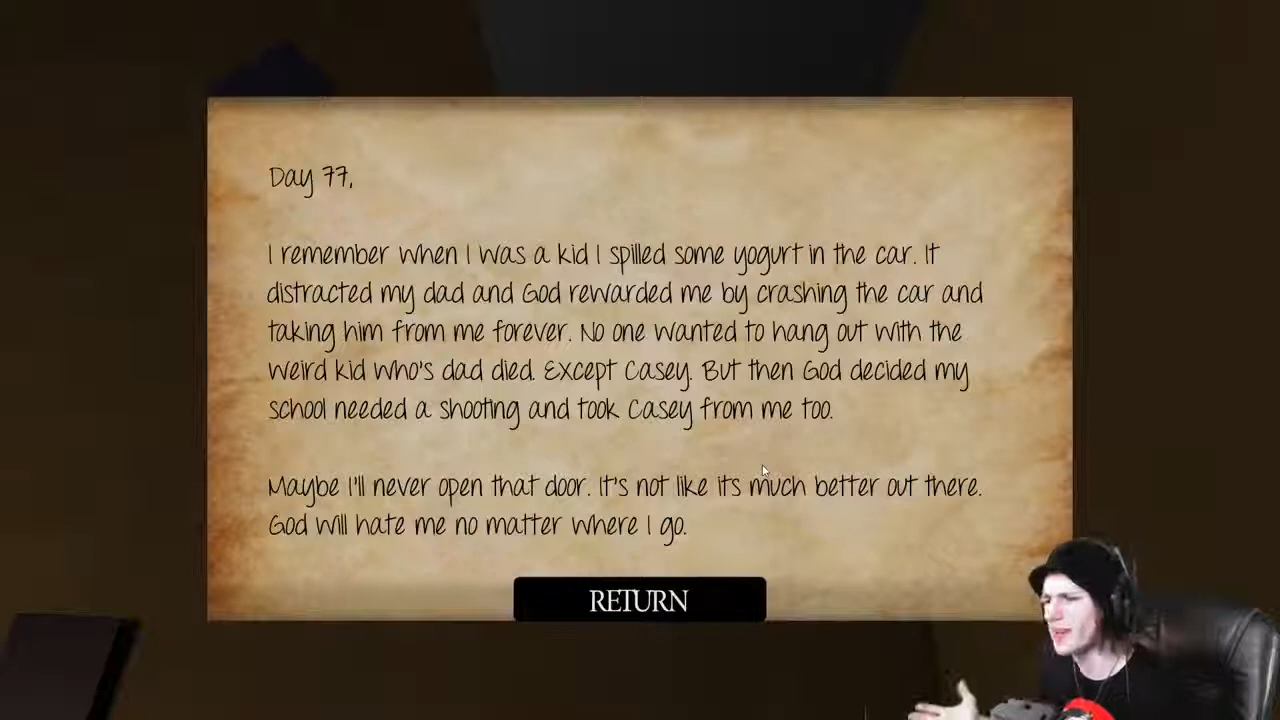 Day 77,
I remember when I was a kid I spilled some yogurt in the car. It
distracted my dad and God rewarded me by crashing the car and
taking him from me forever. No one wanted to hang out with the
weird kid who's dad died. Except Casey. But then God decided my
school needed a shooting and took Casey from me too.
Maybe I'll never open that door. It's not like its much better out there.
God will hate me no matter where I go.
RETURN